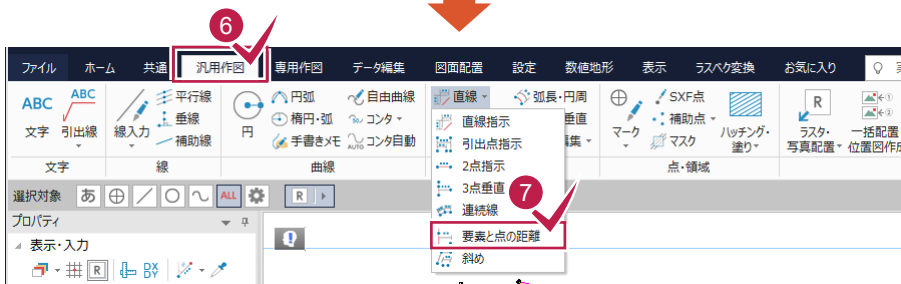 6
ファイル ホーム 共通 汎用作図 専用作図 データ編集 図面配置 設定 数値地形 表示 ラスベク変換 お気に入り
ABC 文字
ABC 引出線
線入力
平行線
垂線
補助線
円
円弧
楕円・弧
手書きメモ
自由曲線
コンタ
AUTO コンタ自動
直線
弧長・円周
垂直
集
マーク
SXF点
補助点
マスク
ハッチング・塗り
R ラスタ・写真配置
一括配置
位置図作成
文字 線 曲線 点・領域
直線指示
引出点指示
2点指示
3点垂直
連続線
7
要素と点の距離
斜め
選択対象 あ ALL R
プロパティ
表示・入力
R DX DY